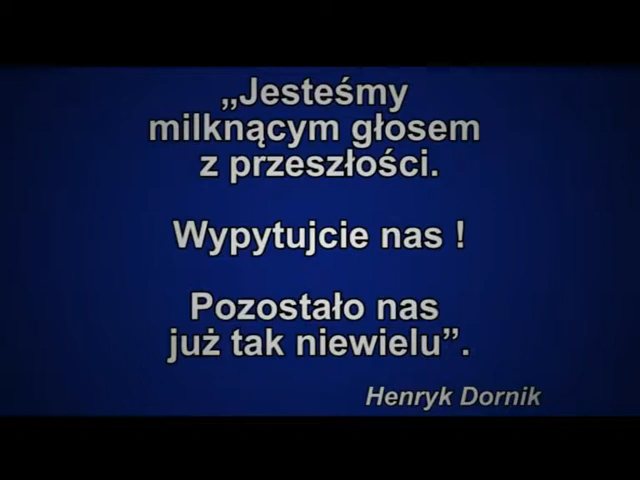 „Jesteśmy
milknącym głosem
z przeszłości.
Wypytujcie nas !
Pozostało nas
już tak niewielu”.
Henryk Dornik